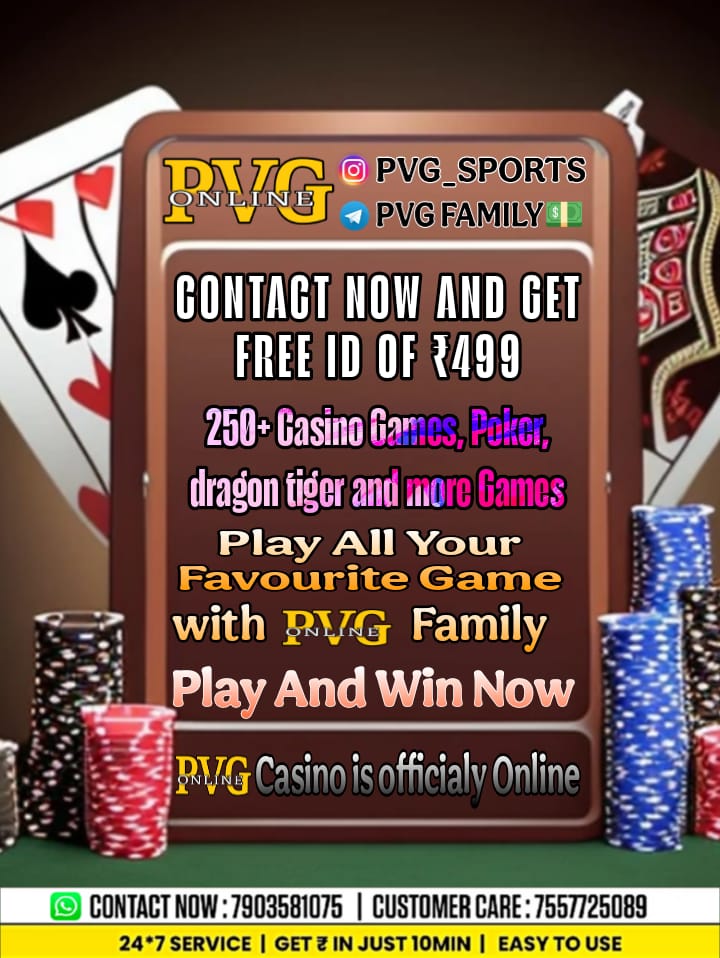 PVG
ONLINE
PVG_SPORTS
PVG FAMILY
CONTACT NOW AND GET
FREE ID OF ₹499
250+ Casino Games, Poker,
dragon tiger and more Games
Play All Your
Favourite Game
with PVG ONLINE Family
Play And Win Now
PVG ONLINE Casino is officialy Online
CONTACT NOW : 7903581075 | CUSTOMER CARE : 7557725089
24*7 SERVICE | GET ₹ IN JUST 10MIN | EASY TO USE